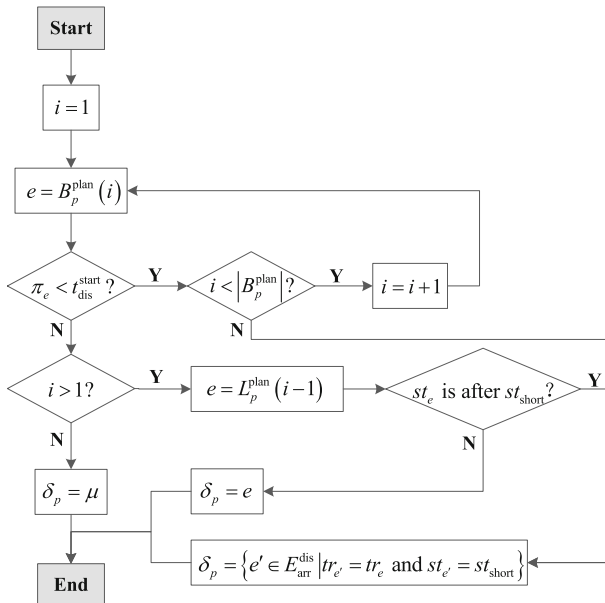 Start
i = 1
e = B_p^plan (i)
π_e < t_dis^start ?
Y
i < |B_p^plan| ?
Y
i = i + 1
N
N
i > 1?
Y
e = L_p^plan (i − 1)
st_e is after st_short ?
Y
N
N
δ_p = μ
δ_p = e
δ_p = {e′ ∈ E_arr^dis | tr_e′ = tr_e and st_e′ = st_short}
End